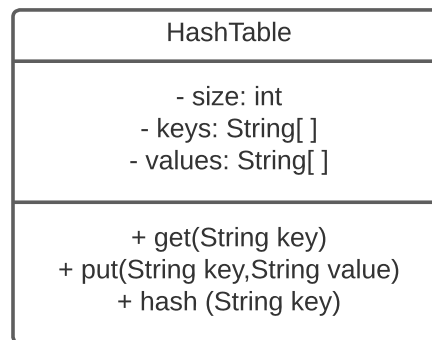 HashTable
- size: int
- keys: String[ ]
- values: String[ ]
+ get(String key)
+ put(String key,String value)
+ hash (String key)